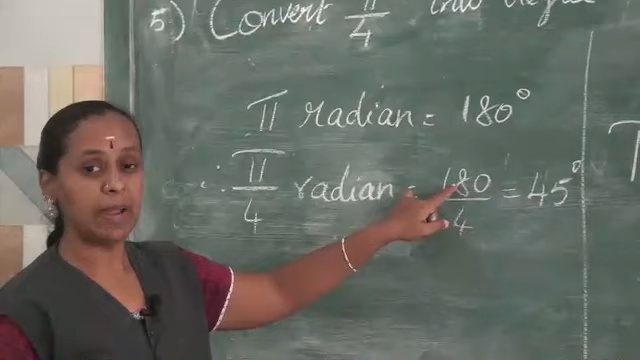 5) Convert π/4 into degree
π radian = 180°
∴ π/4 radian = 180/4 = 45°